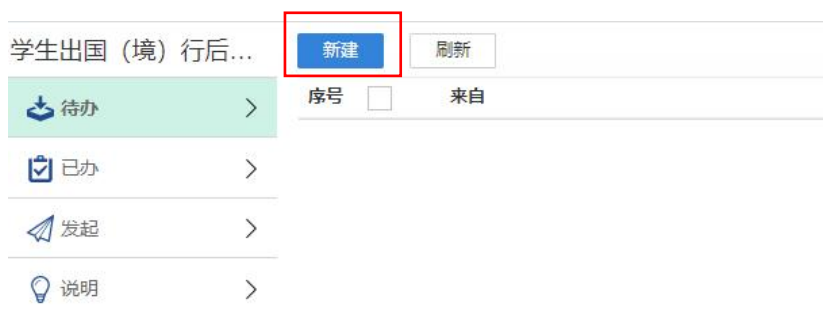 学生出国（境）行后...
新建 刷新
序号 来自
待办
已办
发起
说明